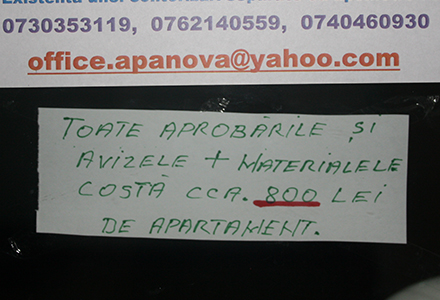 0730353119, 0762140559, 0740460930
office.apanova@yahoo.com
TOATE APROBĂRILE ȘI
AVIZELE + MATERIALELE
COSTĂ CCA. 800 LEI
DE APARTAMENT.